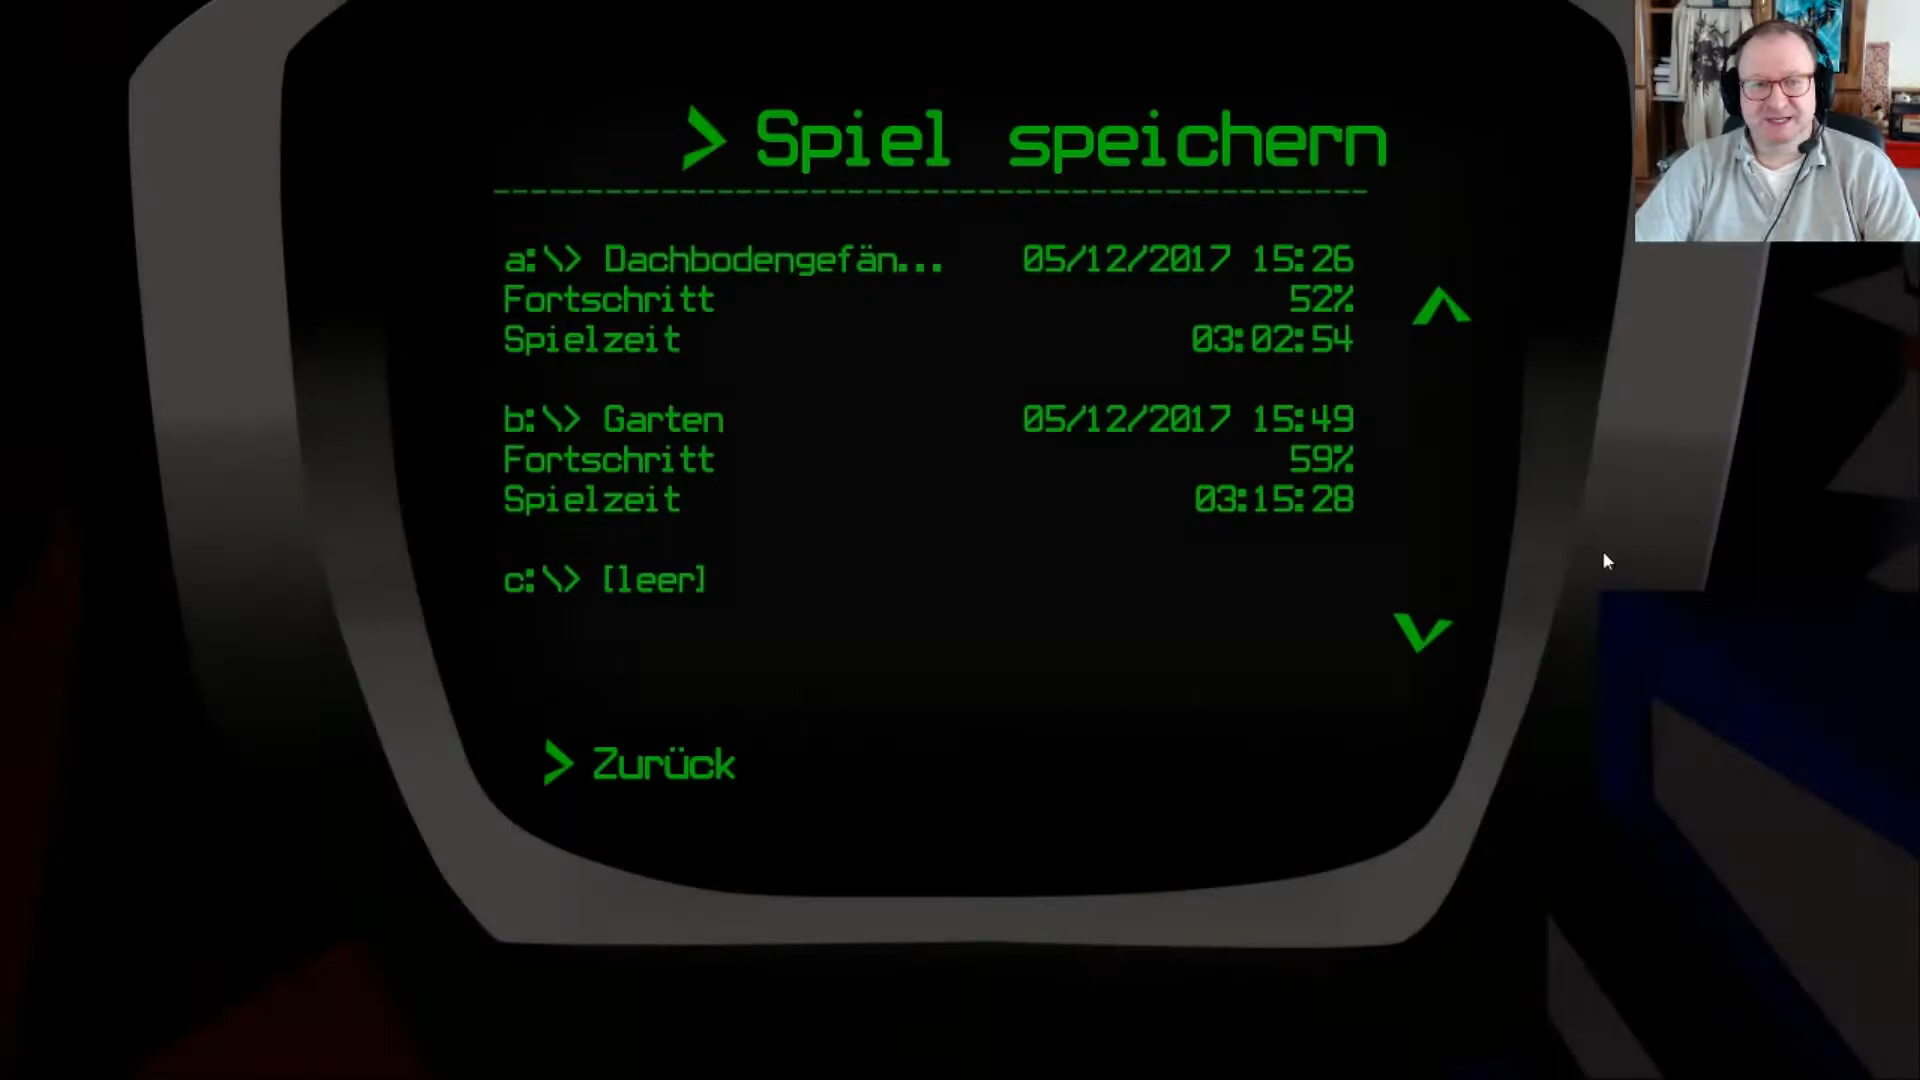 > Spiel speichern
----------------------------------------------
a:\> Dachbodengefän... 05/12/2017 15:26
Fortschritt 52%
Spielzeit 03:02:54
b:\> Garten 05/12/2017 15:49
Fortschritt 59%
Spielzeit 03:15:28
c:\> [leer]
> Zurück